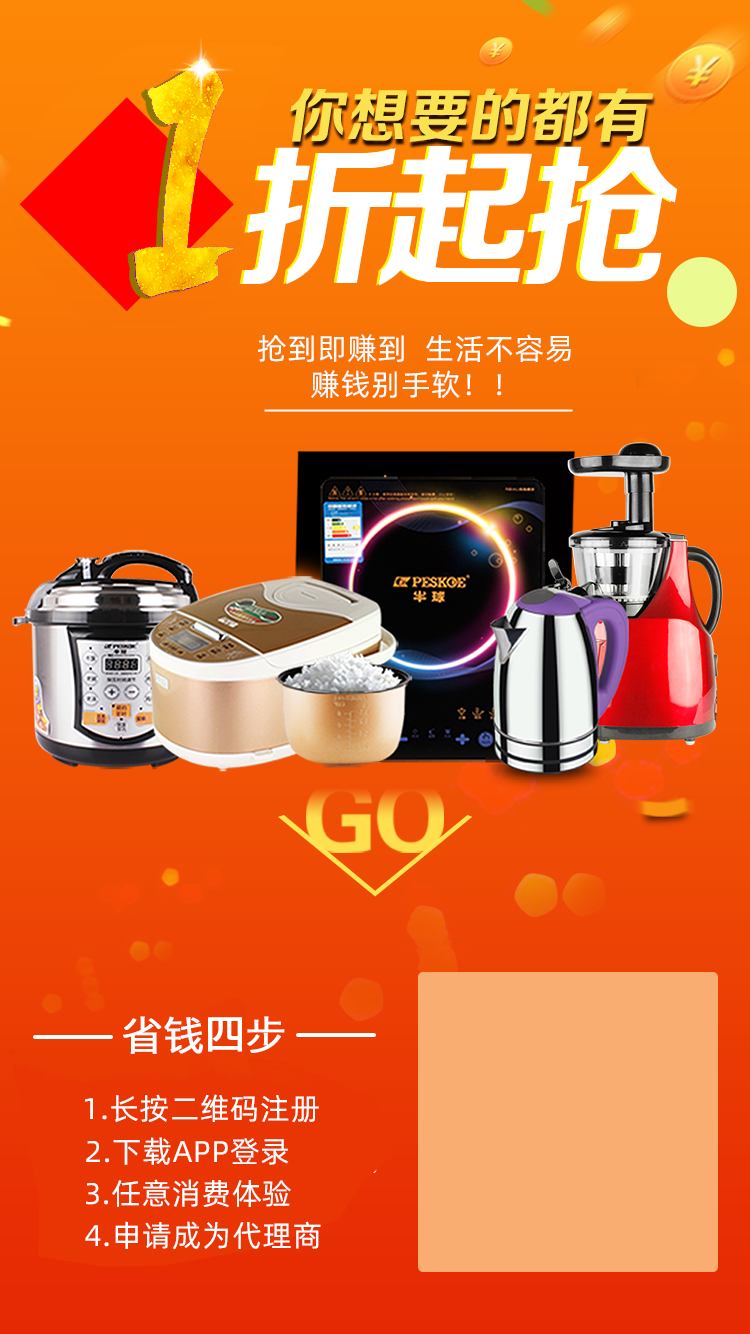 你想要的都有
1折起抢
抢到即赚到 生活不容易
赚钱别手软！！
PESKOE
半球
PESKOE
半球
GO
省钱四步
1.长按二维码注册
2.下载APP登录
3.任意消费体验
4.申请成为代理商